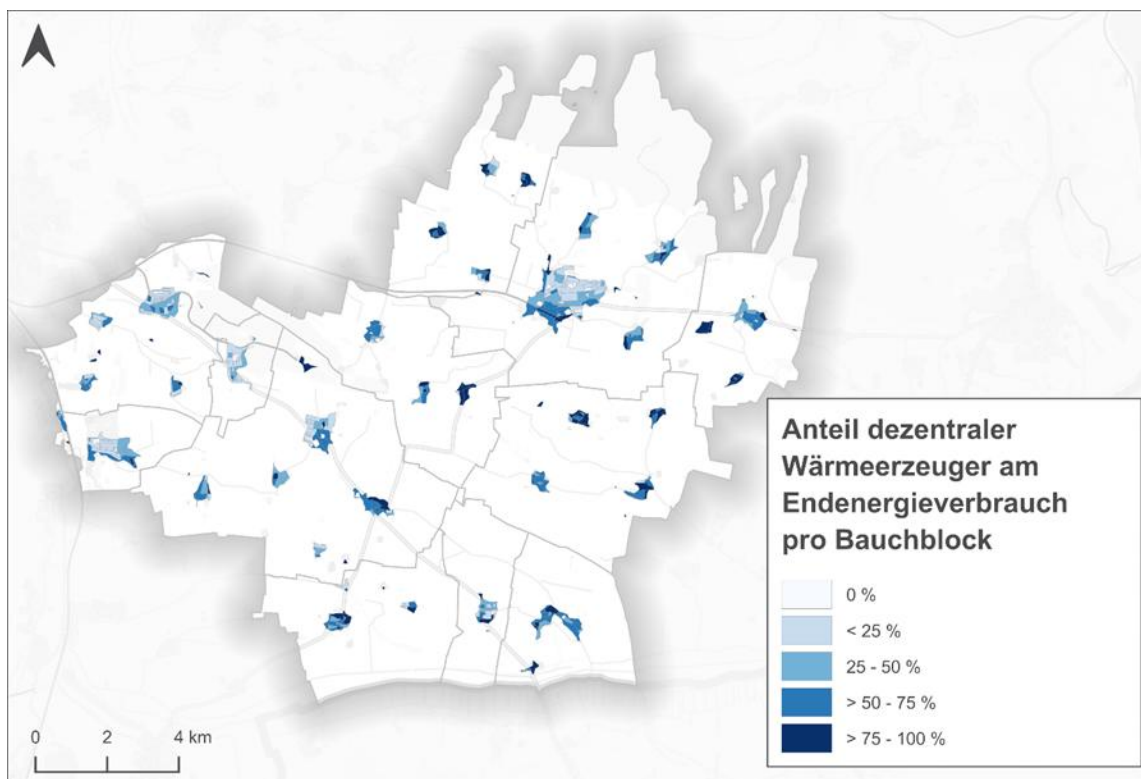 Anteil dezentraler
Wärmeerzeuger am
Endenergieverbrauch
pro Bauchblock
0 %
< 25 %
25 - 50 %
> 50 - 75 %
> 75 - 100 %
0 2 4 km